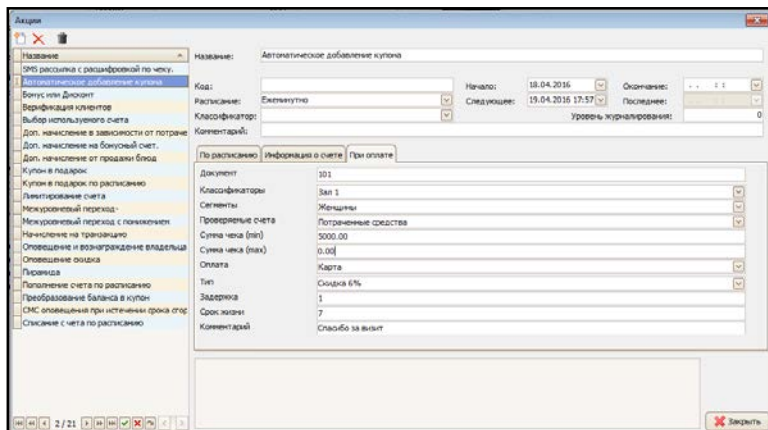 Акции
Название
SMS рассылка с расшифровкой по чеку.
Автоматическое добавление купона
Бонус или Дисконт
Верификация клиентов
Выбор используемого счета
Доп. начисление в зависимости от потраче
Доп. начисление на бонусный счет.
Доп. начисление от продажи блюд
Купон в подарок
Купон в подарок по расписанию
Лимитирование счета
Межуровневый переход-
Межуровневый переход с понижением
Начисление на транзакцию
Оповещение и вознаграждение владельца
Оповещение скидка
Пирамида
Пополнение счета по расписанию
Преобразование баланса в купон
СМС оповещения при истечении срока сгор
Списание с чета по расписанию
2 / 21
Название: Автоматическое добавление купона
Код: Начало: 18.04.2016 Окончание: . . : :
Расписание: Ежеминутно Следующее: 19.04.2016 17:57 Последнее:
Классификатор: Уровень журналирования: 0
Комментарий:
По расписанию Информация о счете При оплате
Документ 101
Классификаторы Зал 1
Сегменты Женщины
Проверяемые счета Потраченные средства
Сумма чека (min) 5000.00
Сумма чека (max) 0.00
Оплата Карта
Тип Скидка 6%
Задержка 1
Срок жизни 7
Комментарий Спасибо за визит
Закрыть